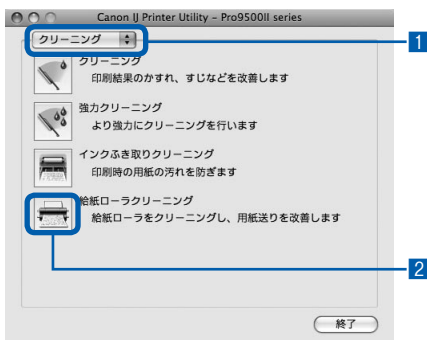 Canon IJ Printer Utility – Pro9500II series
クリーニング
1
クリーニング
印刷結果のかすれ、すじなどを改善します
強力クリーニング
より強力にクリーニングを行います
インクふき取りクリーニング
印刷時の用紙の汚れを防ぎます
給紙ローラクリーニング
給紙ローラをクリーニングし、用紙送りを改善します
2
終了